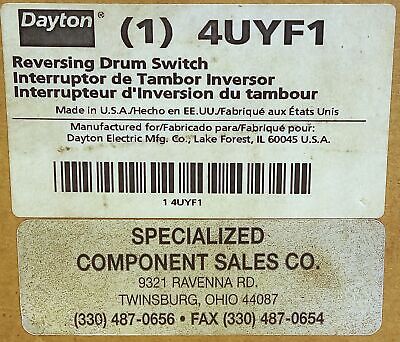 Dayton® (1) 4UYF1
Reversing Drum Switch
Interruptor de Tambor Inversor
Interrupteur d'Inversion du tambour
Made in U.S.A./Hecho en EE.UU./Fabriqué aux États Unis
Manufactured for/Fabricado para/Fabriqué pour:
Dayton Electric Mfg. Co., Lake Forest, IL 60045 U.S.A.
1 4UYF1
SPECIALIZED
COMPONENT SALES CO.
9321 RAVENNA RD.
TWINSBURG, OHIO 44087
(330) 487-0656 • FAX (330) 487-0654